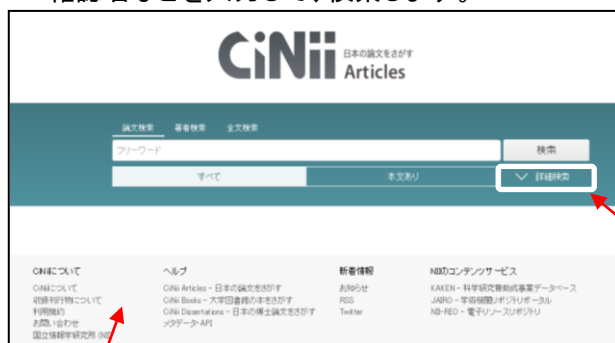 CiNii 日本の論文をさがす
Articles
論文検索 著者検索 全文検索
フリーワード
検索
すべて 本文あり 詳細検索
CiNiiについて
CiNiiについて
収録刊行物について
利用規約
お問い合わせ
国立情報学研究所 (NII)
ヘルプ
CiNii Articles - 日本の論文をさがす
CiNii Books - 大学図書館の本をさがす
CiNii Dissertations - 日本の博士論文をさがす
メタデータ・API
新着情報
お知らせ
RSS
Twitter
NIIのコンテンツサービス
KAKEN - 科学研究費助成事業データベース
JAIRO - 学術機関リポジトリポータル
NII-REO - 電子リソースリポジトリ